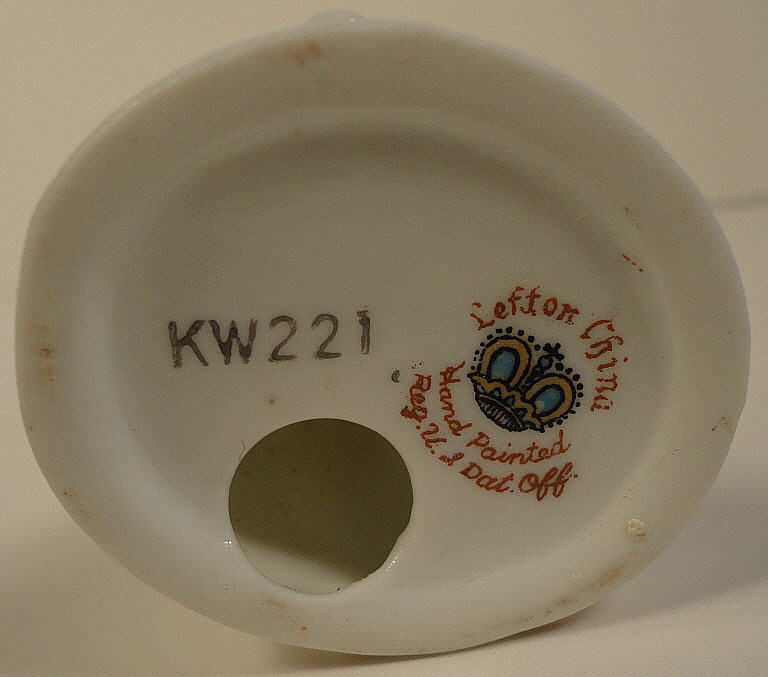 KW221
Lefton China
Hand Painted
Reg. U.S Pat. Off.